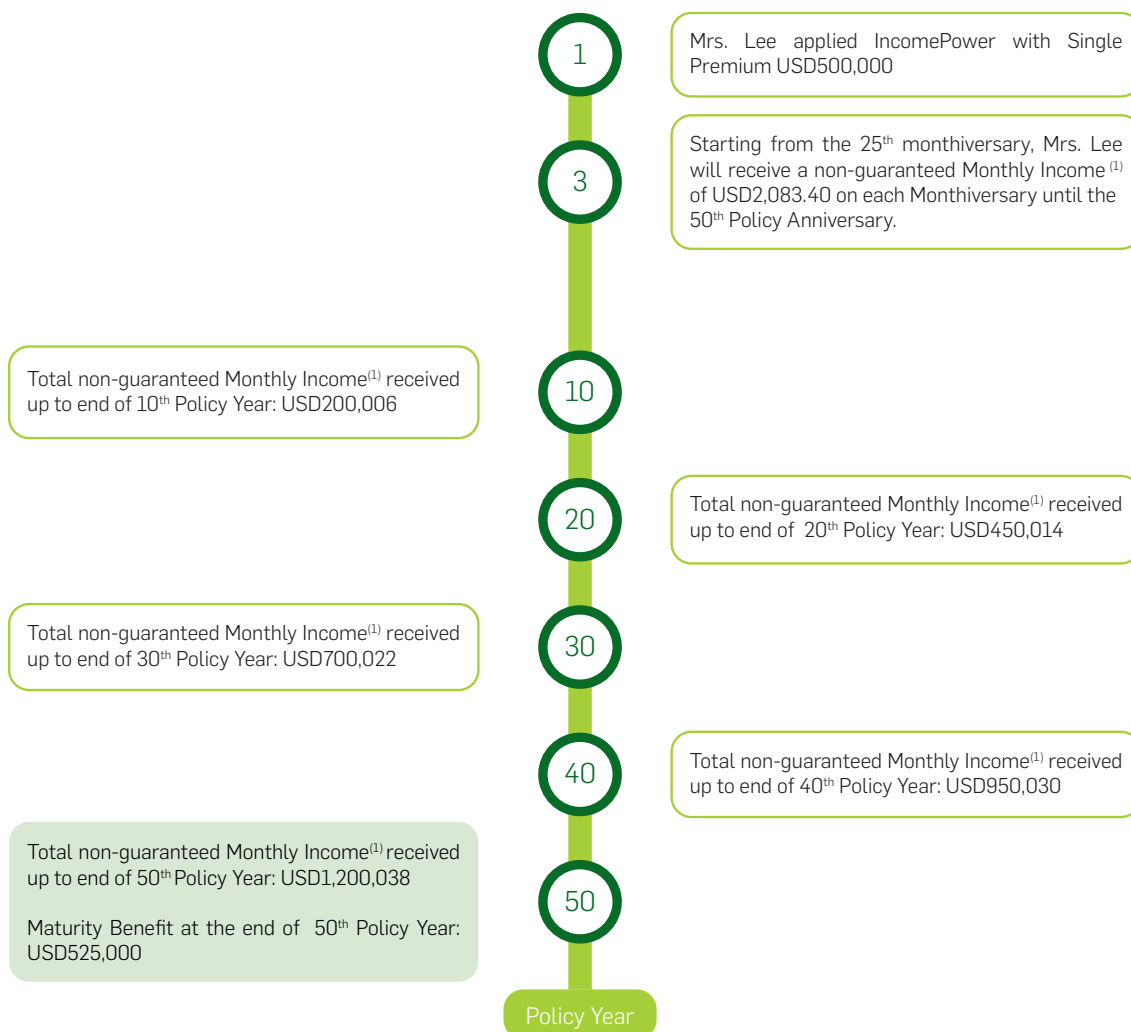 1
Mrs. Lee applied IncomePower with Single
Premium USD500,000
3
Starting from the 25th monthiversary, Mrs. Lee
will receive a non-guaranteed Monthly Income (1)
of USD2,083.40 on each Monthiversary until the
50th Policy Anniversary.
Total non-guaranteed Monthly Income(1) received
up to end of 10th Policy Year: USD200,006
10
20
Total non-guaranteed Monthly Income(1) received
up to end of 20th Policy Year: USD450,014
Total non-guaranteed Monthly Income(1) received
up to end of 30th Policy Year: USD700,022
30
40
Total non-guaranteed Monthly Income(1) received
up to end of 40th Policy Year: USD950,030
Total non-guaranteed Monthly Income(1) received
up to end of 50th Policy Year: USD1,200,038
Maturity Benefit at the end of 50th Policy Year:
USD525,000
50
Policy Year